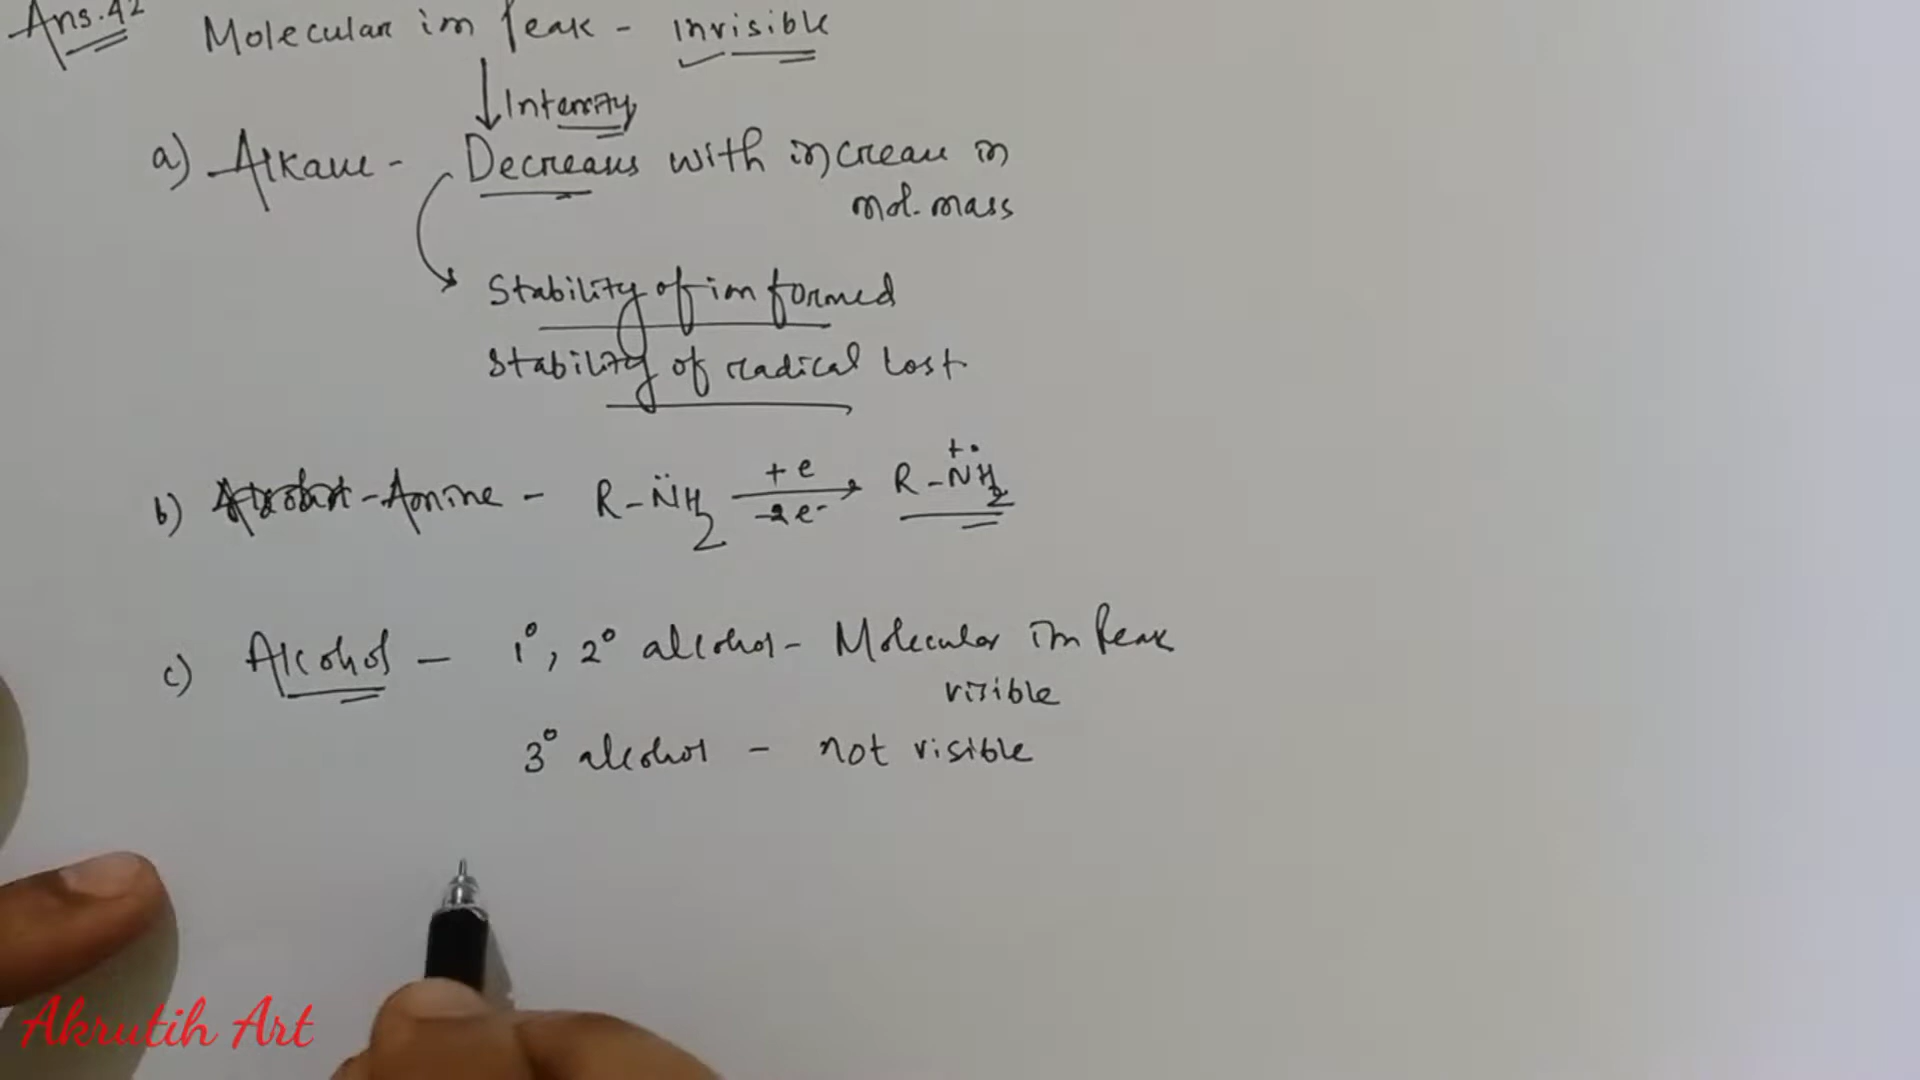 Ans.42 Molecular ion Peak - invisible
↓ Intensity
a) Alkane - Decreases with increase in
mol. mass
Stability of ion formed
Stability of radical lost
b) - Amine - R-N̈H2 +e → -2e- R-NH2 +•
c) Alcohol - 1°, 2° alcohol - Molecular ion Peak
visible
3° alcohol - not visible
Akrutih Art